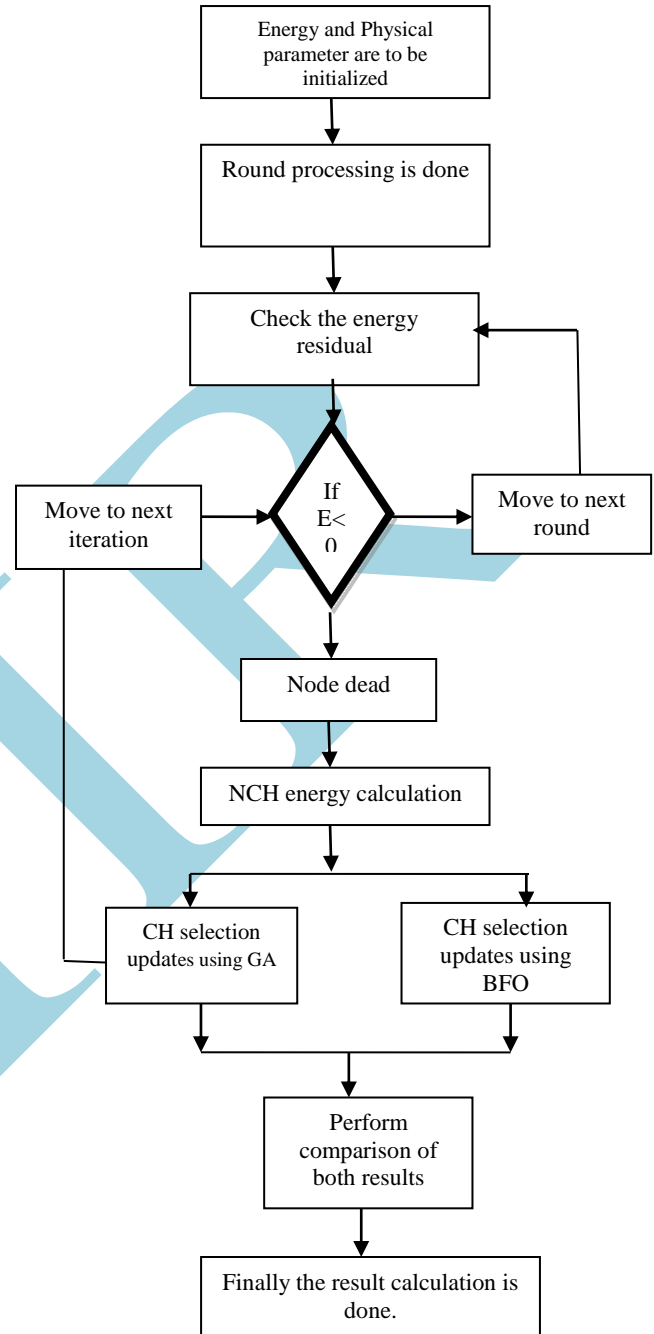 Energy and Physical
parameter are to be
initialized
Round processing is done
Check the energy
residual
If
E<
0
Move to next
iteration
Move to next
round
Node dead
NCH energy calculation
CH selection
updates using GA
CH selection
updates using
BFO
Perform
comparison of
both results
Finally the result calculation is
done.